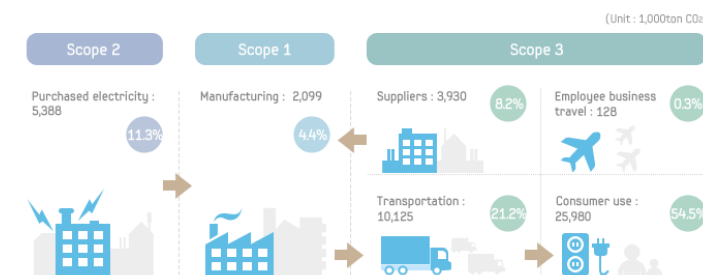 (Unit : 1,000ton CO₂
Scope 2
Scope 1
Scope 3
Purchased electricity :
5,388
11.3%
Manufacturing : 2,099
4.4%
Suppliers : 3,930
8.2%
Employee business
travel : 128
0.3%
Transportation :
10,125
21.2%
Consumer use :
25,980
54.5%